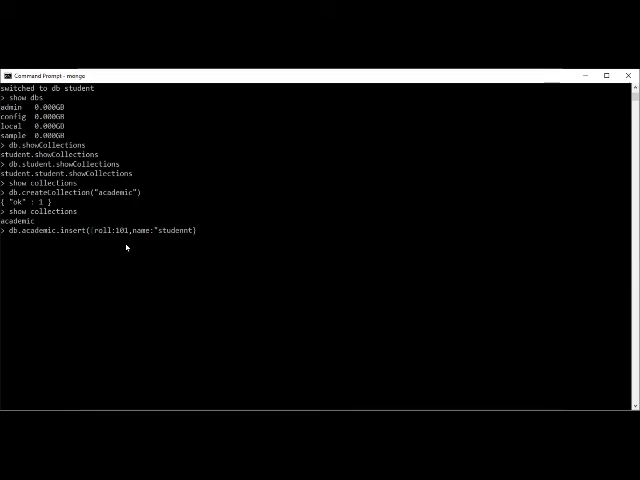 Command Prompt - mongo
switched to db student
> show dbs
admin   0.000GB
config  0.000GB
local   0.000GB
sample  0.000GB
> db.showCollections
student.showCollections
> db.student.showCollections
student.student.showCollections
> show collections
> db.createCollection("academic")
{ "ok" : 1 }
> show collections
academic
> db.academic.insert({roll:101,name:"studennt}